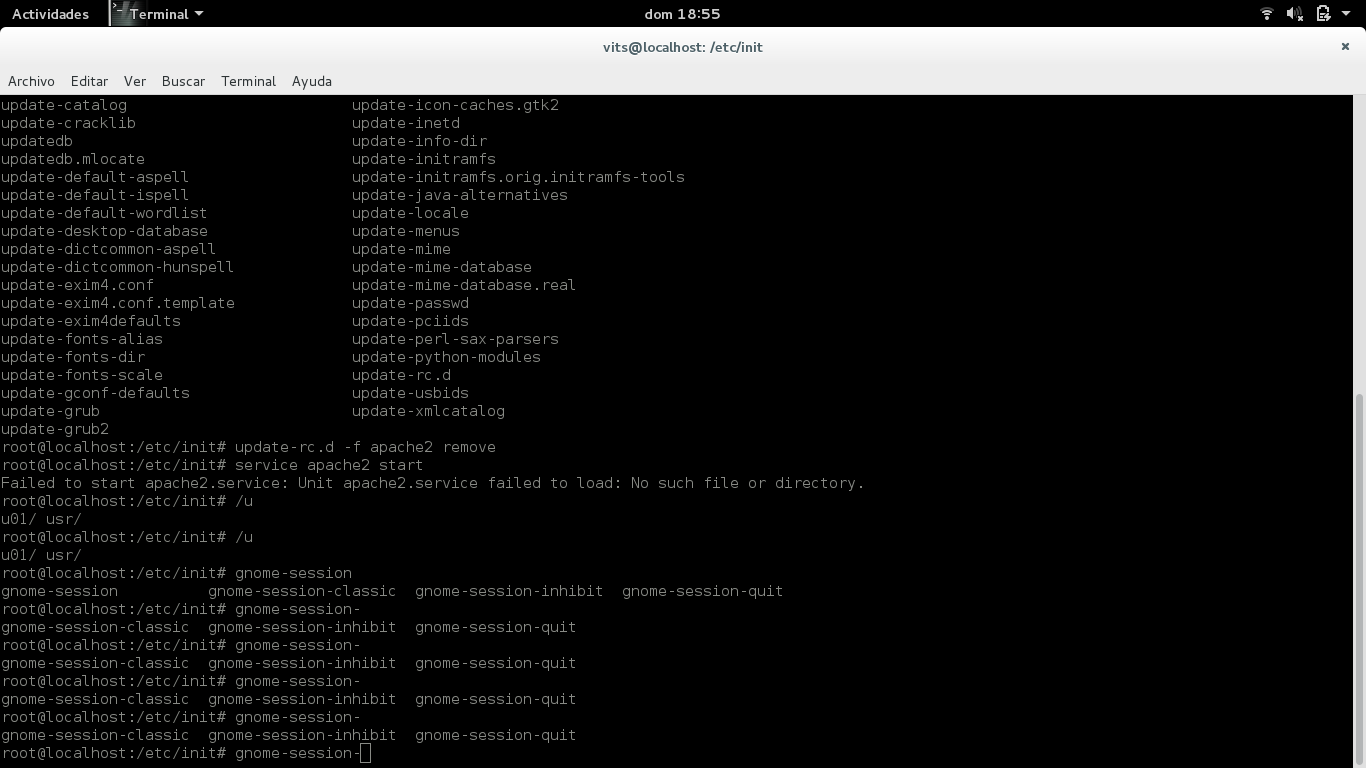 Actividades Terminal dom 18:55
vits@localhost: /etc/init
Archivo Editar Ver Buscar Terminal Ayuda
update-catalog update-icon-caches.gtk2
update-cracklib update-inetd
updatedb update-info-dir
updatedb.mlocate update-initramfs
update-default-aspell update-initramfs.orig.initramfs-tools
update-default-ispell update-java-alternatives
update-default-wordlist update-locale
update-desktop-database update-menus
update-dictcommon-aspell update-mime
update-dictcommon-hunspell update-mime-database
update-exim4.conf update-mime-database.real
update-exim4.conf.template update-passwd
update-exim4defaults update-pciids
update-fonts-alias update-perl-sax-parsers
update-fonts-dir update-python-modules
update-fonts-scale update-rc.d
update-gconf-defaults update-usbids
update-grub update-xmlcatalog
update-grub2
root@localhost:/etc/init# update-rc.d -f apache2 remove
root@localhost:/etc/init# service apache2 start
Failed to start apache2.service: Unit apache2.service failed to load: No such file or directory.
root@localhost:/etc/init# /u
u01/ usr/
root@localhost:/etc/init# /u
u01/ usr/
root@localhost:/etc/init# gnome-session
gnome-session gnome-session-classic gnome-session-inhibit gnome-session-quit
root@localhost:/etc/init# gnome-session-
gnome-session-classic gnome-session-inhibit gnome-session-quit
root@localhost:/etc/init# gnome-session-
gnome-session-classic gnome-session-inhibit gnome-session-quit
root@localhost:/etc/init# gnome-session-
gnome-session-classic gnome-session-inhibit gnome-session-quit
root@localhost:/etc/init# gnome-session-
gnome-session-classic gnome-session-inhibit gnome-session-quit
root@localhost:/etc/init# gnome-session-